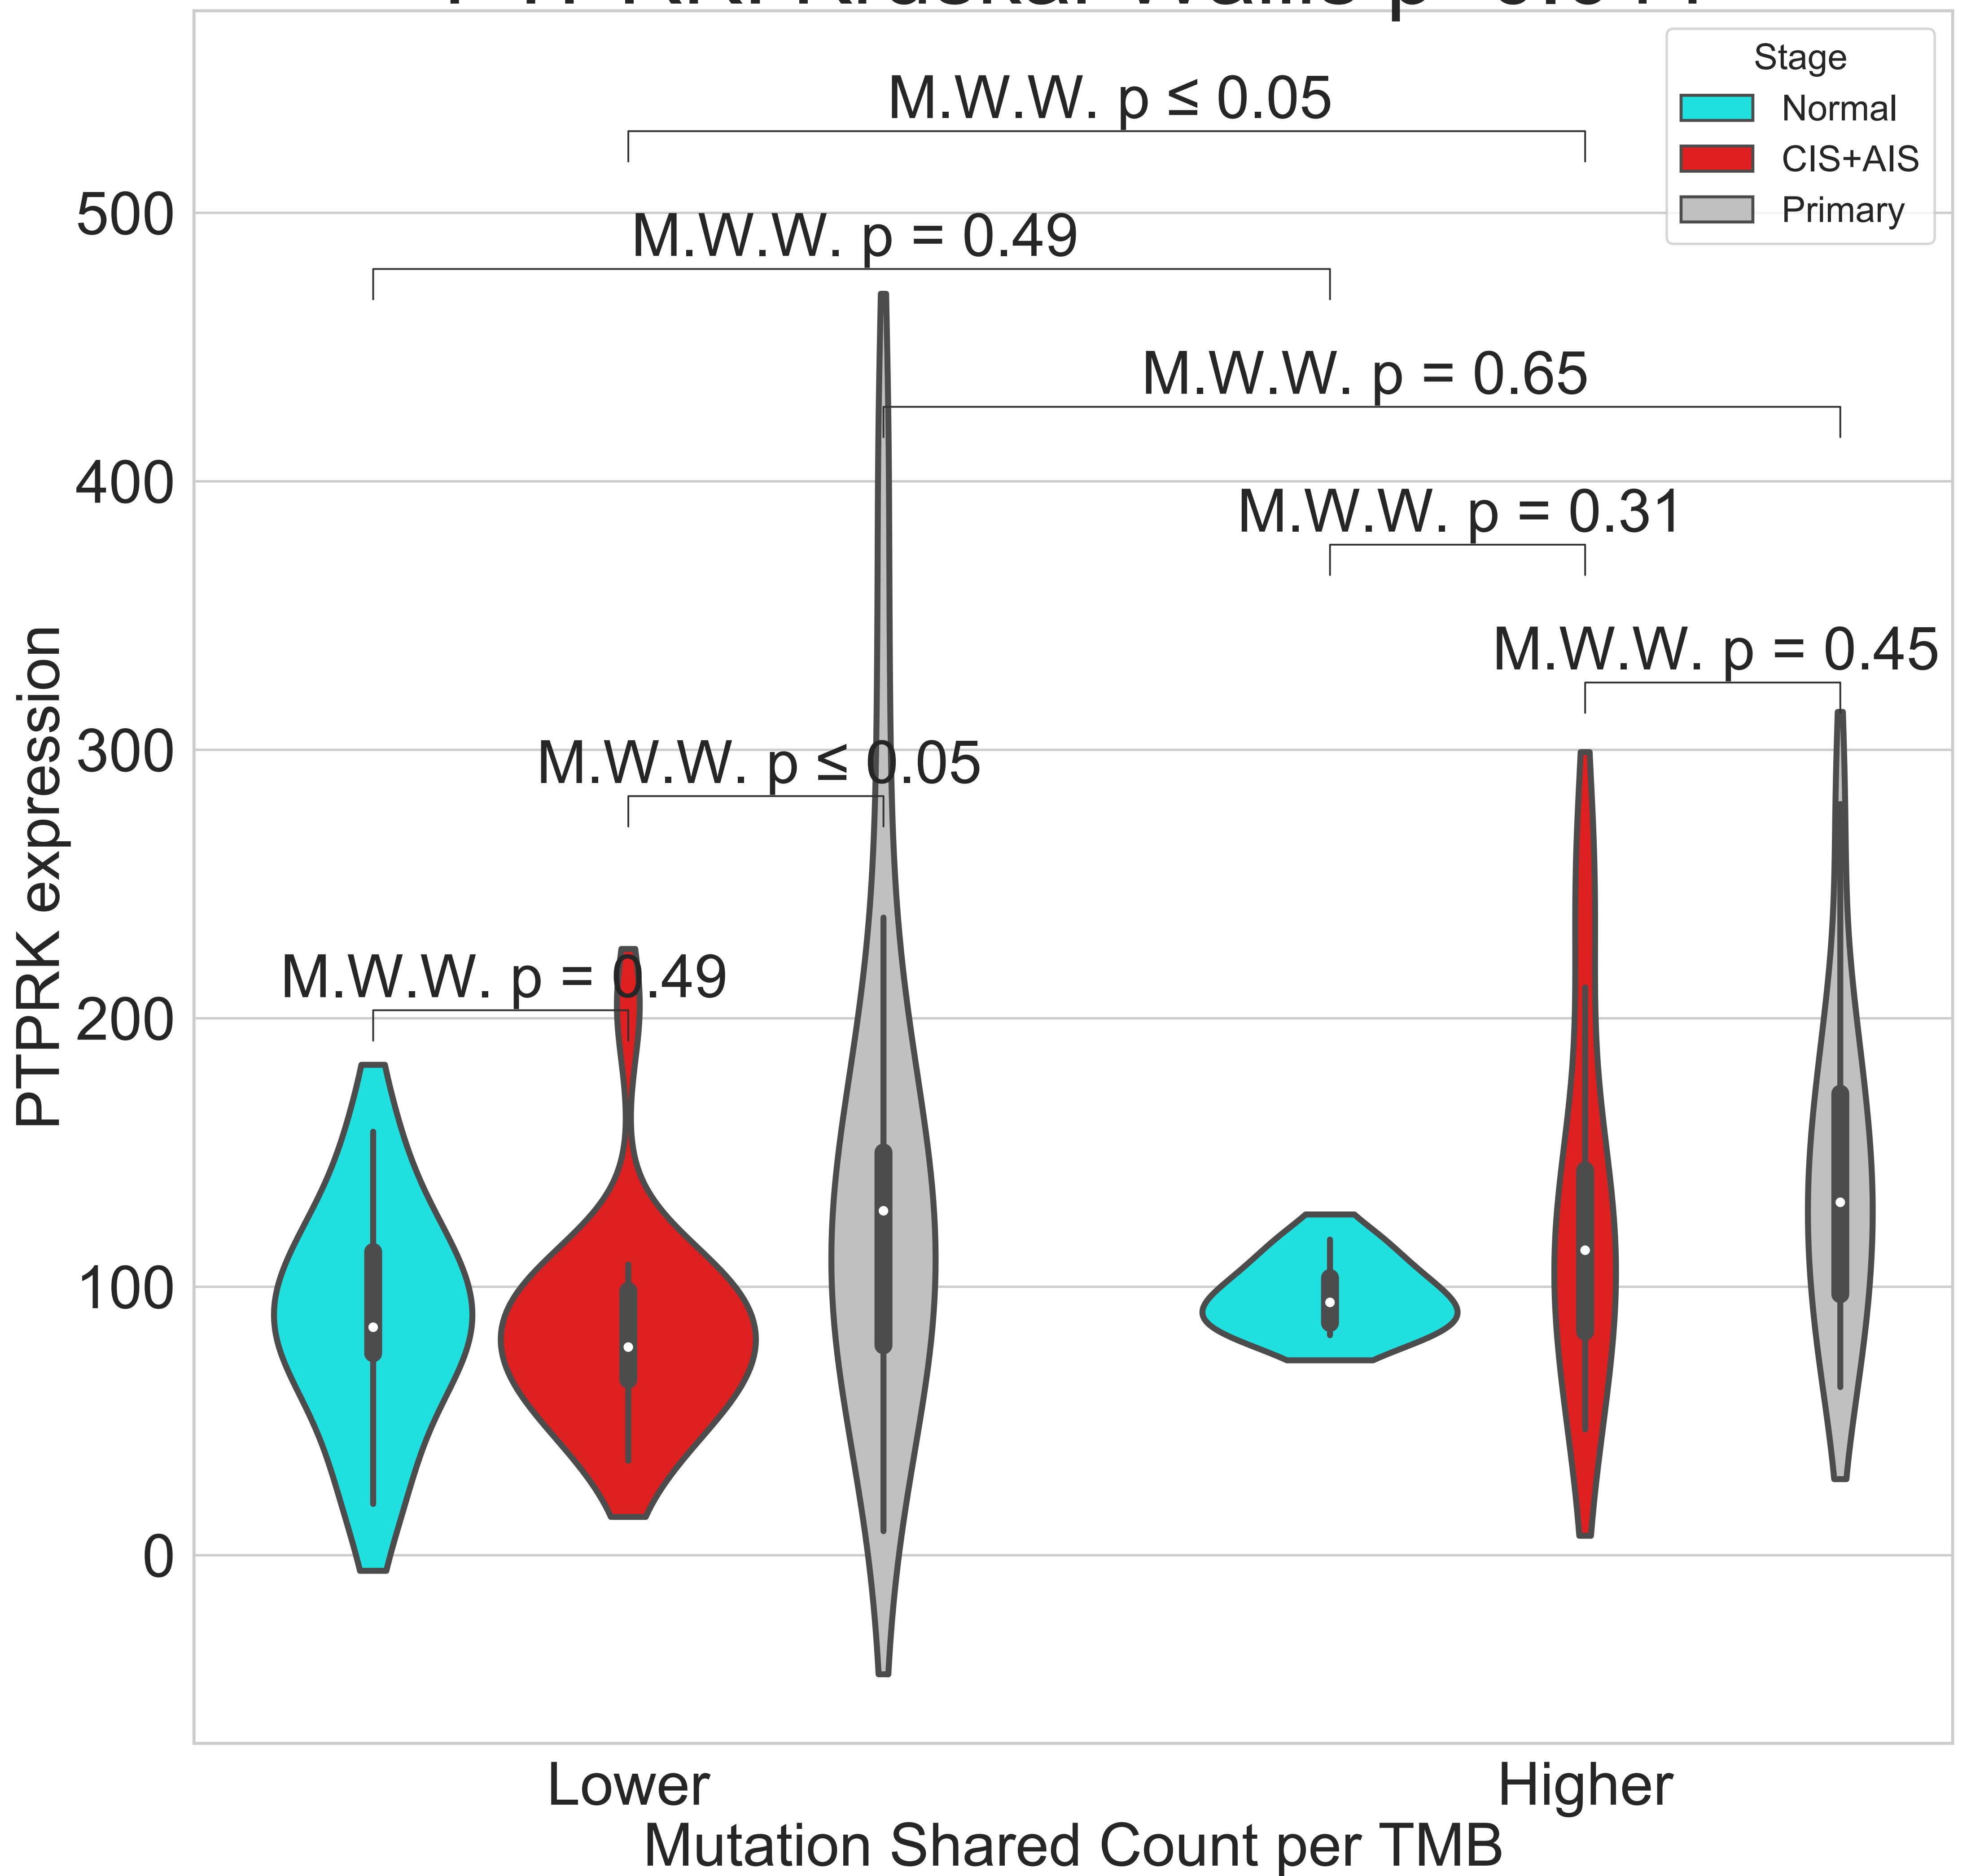 Stage
Normal
CIS+AIS
Primary
M.W.W. p ≤ 0.05
M.W.W. p = 0.49
M.W.W. p = 0.65
M.W.W. p = 0.31
M.W.W. p = 0.45
M.W.W. p ≤ 0.05
M.W.W. p = 0.49
500
400
300
200
100
0
PTPRK expression
Lower
Higher
Mutation Shared Count per TMB